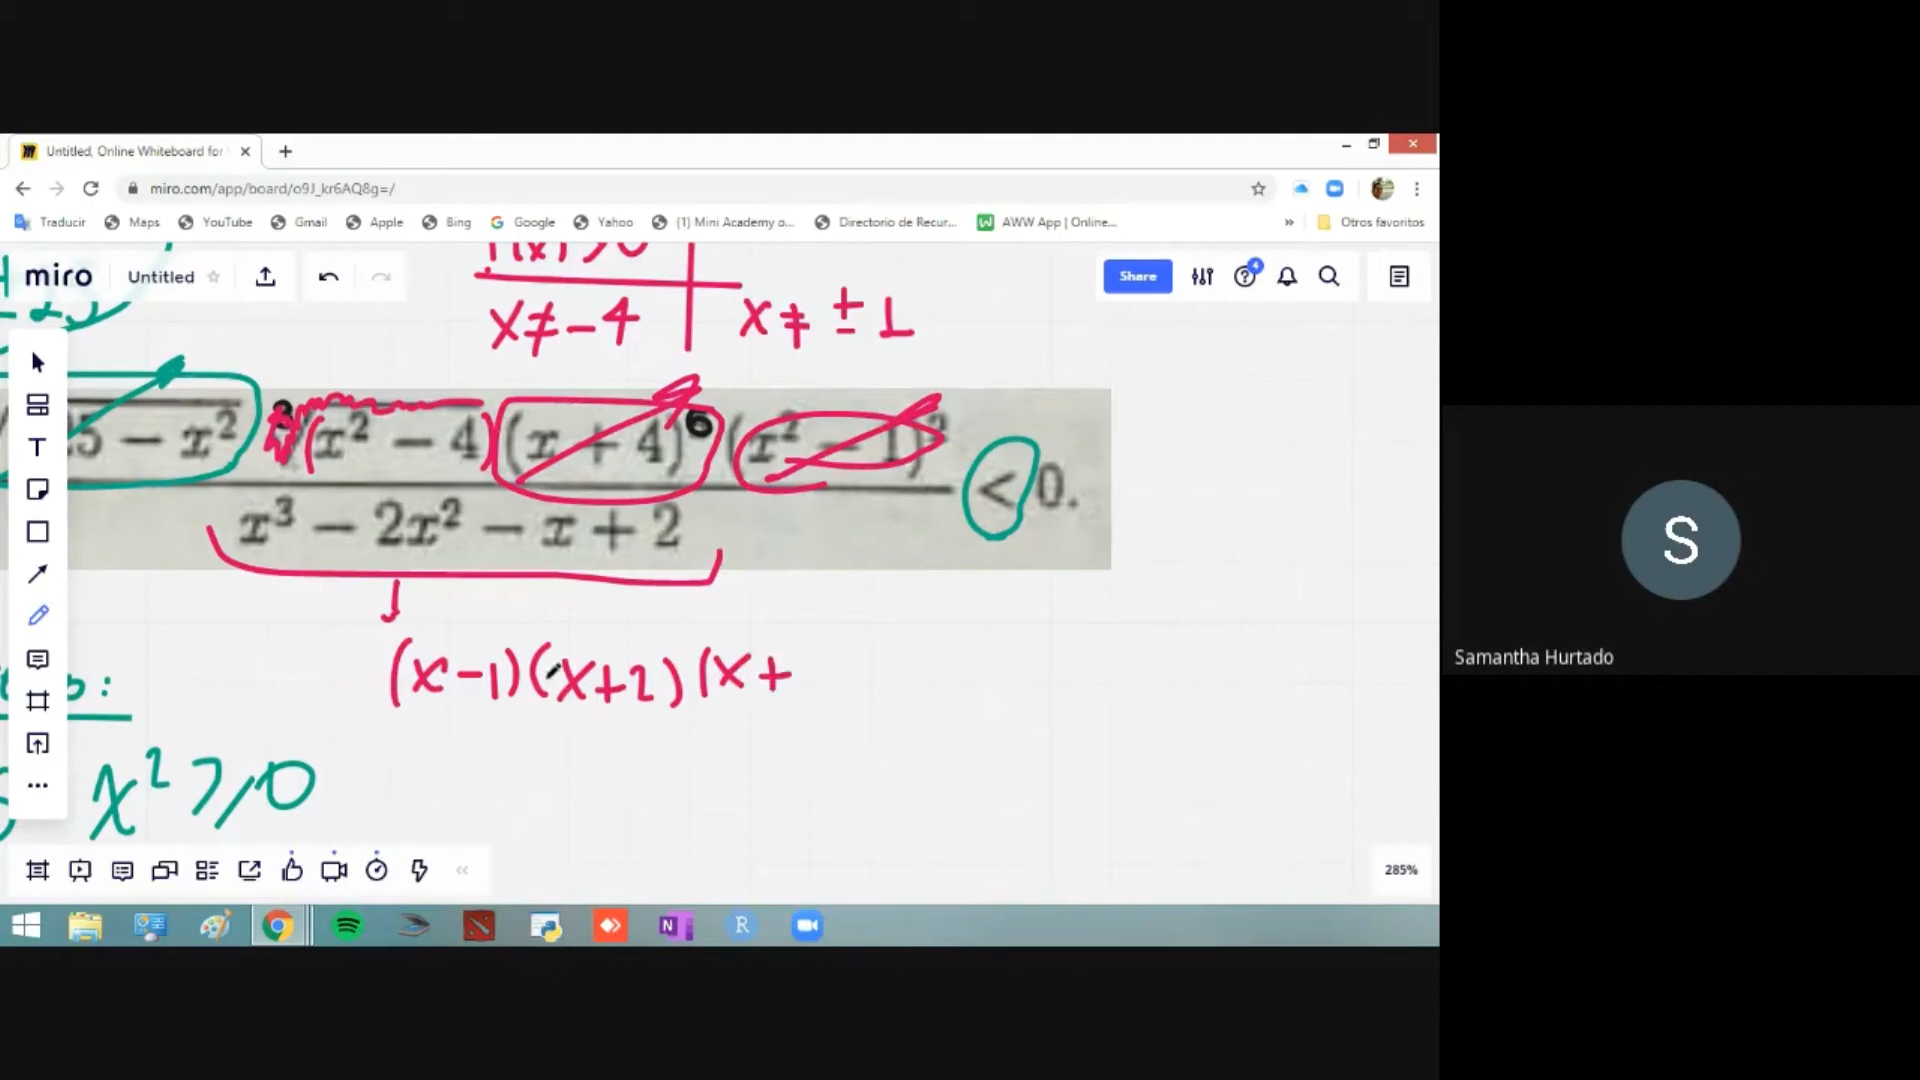 Untitled, Online Whiteboard for
miro.com/app/board/o9J_kr6AQ8g=/
Traducir Maps YouTube Gmail Apple Bing Google Yahoo (1) Mini Academy o... Directorio de Recur... AWW App | Online... » Otros favoritos
miro Untitled Share 4
x ≠ -4 x ≠ ± 1
5 - x² (x² - 4) (x + 4)⁶ (x² - 1)
x³ - 2x² - x + 2
< 0.
(x-1)(x+2)(x+
Samantha Hurtado
S
:
x² ≥ 0
285%